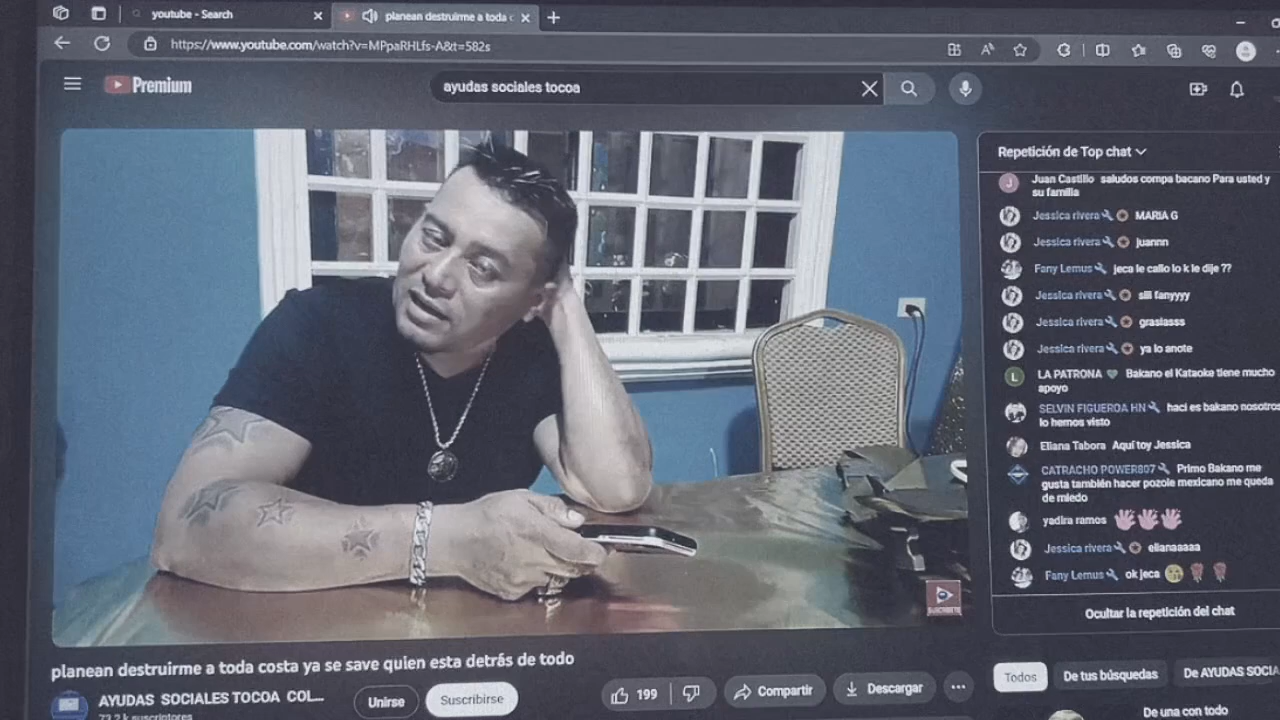 youtube - Search
planean destruirme a toda c
https://www.youtube.com/watch?v=MPpaRHLfs-A&t=582s
Premium
ayudas sociales tocoa
Repetición de Top chat
Juan Castillo saludos compa bacano Para usted y
su familia
Jessica rivera MARIA G
Jessica rivera juannn
Fany Lemus jeca le callo lo k le dije ??
Jessica rivera siii fanyyyy
Jessica rivera grasiasss
Jessica rivera ya lo anote
L
LA PATRONA Bakano el Kataoke tiene mucho
apoyo
SELVIN FIGUEROA HN haci es bakano nosotros
lo hemos visto
Eliana Tabora Aquí toy Jessica
CATRACHO POWER807 Primo Bakano me
gusta también hacer pozole mexicano me queda
de miedo
yadira ramos
Jessica rivera elianaaaaa
Fany Lemus ok jeca
Ocultar la repetición del chat
SUSCRIBETE
planean destruirme a toda costa ya se save quien esta detrás de todo
AYUDAS SOCIALES TOCOA COL...
73.2 k suscriptores
Unirse
Suscribirse
199
Compartir
Descargar
Todos
De tus búsquedas
De AYUDAS SOCIA
De una con todo